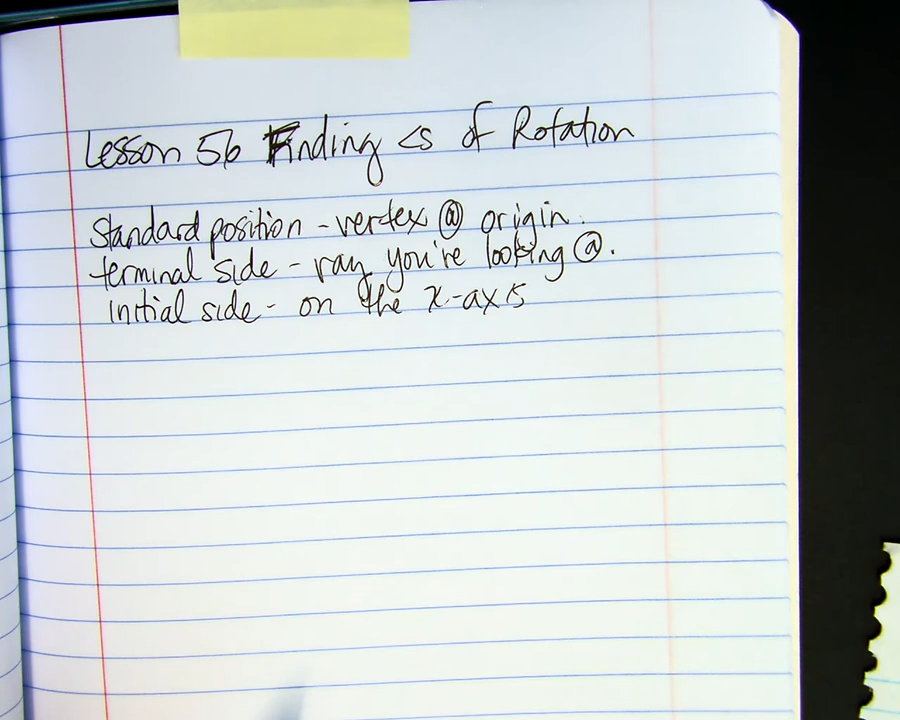 Lesson 56 Finding <s of Rotation
Standard position - vertex @ origin.
terminal side - ray you're looking @.
initial side - on the x-axis